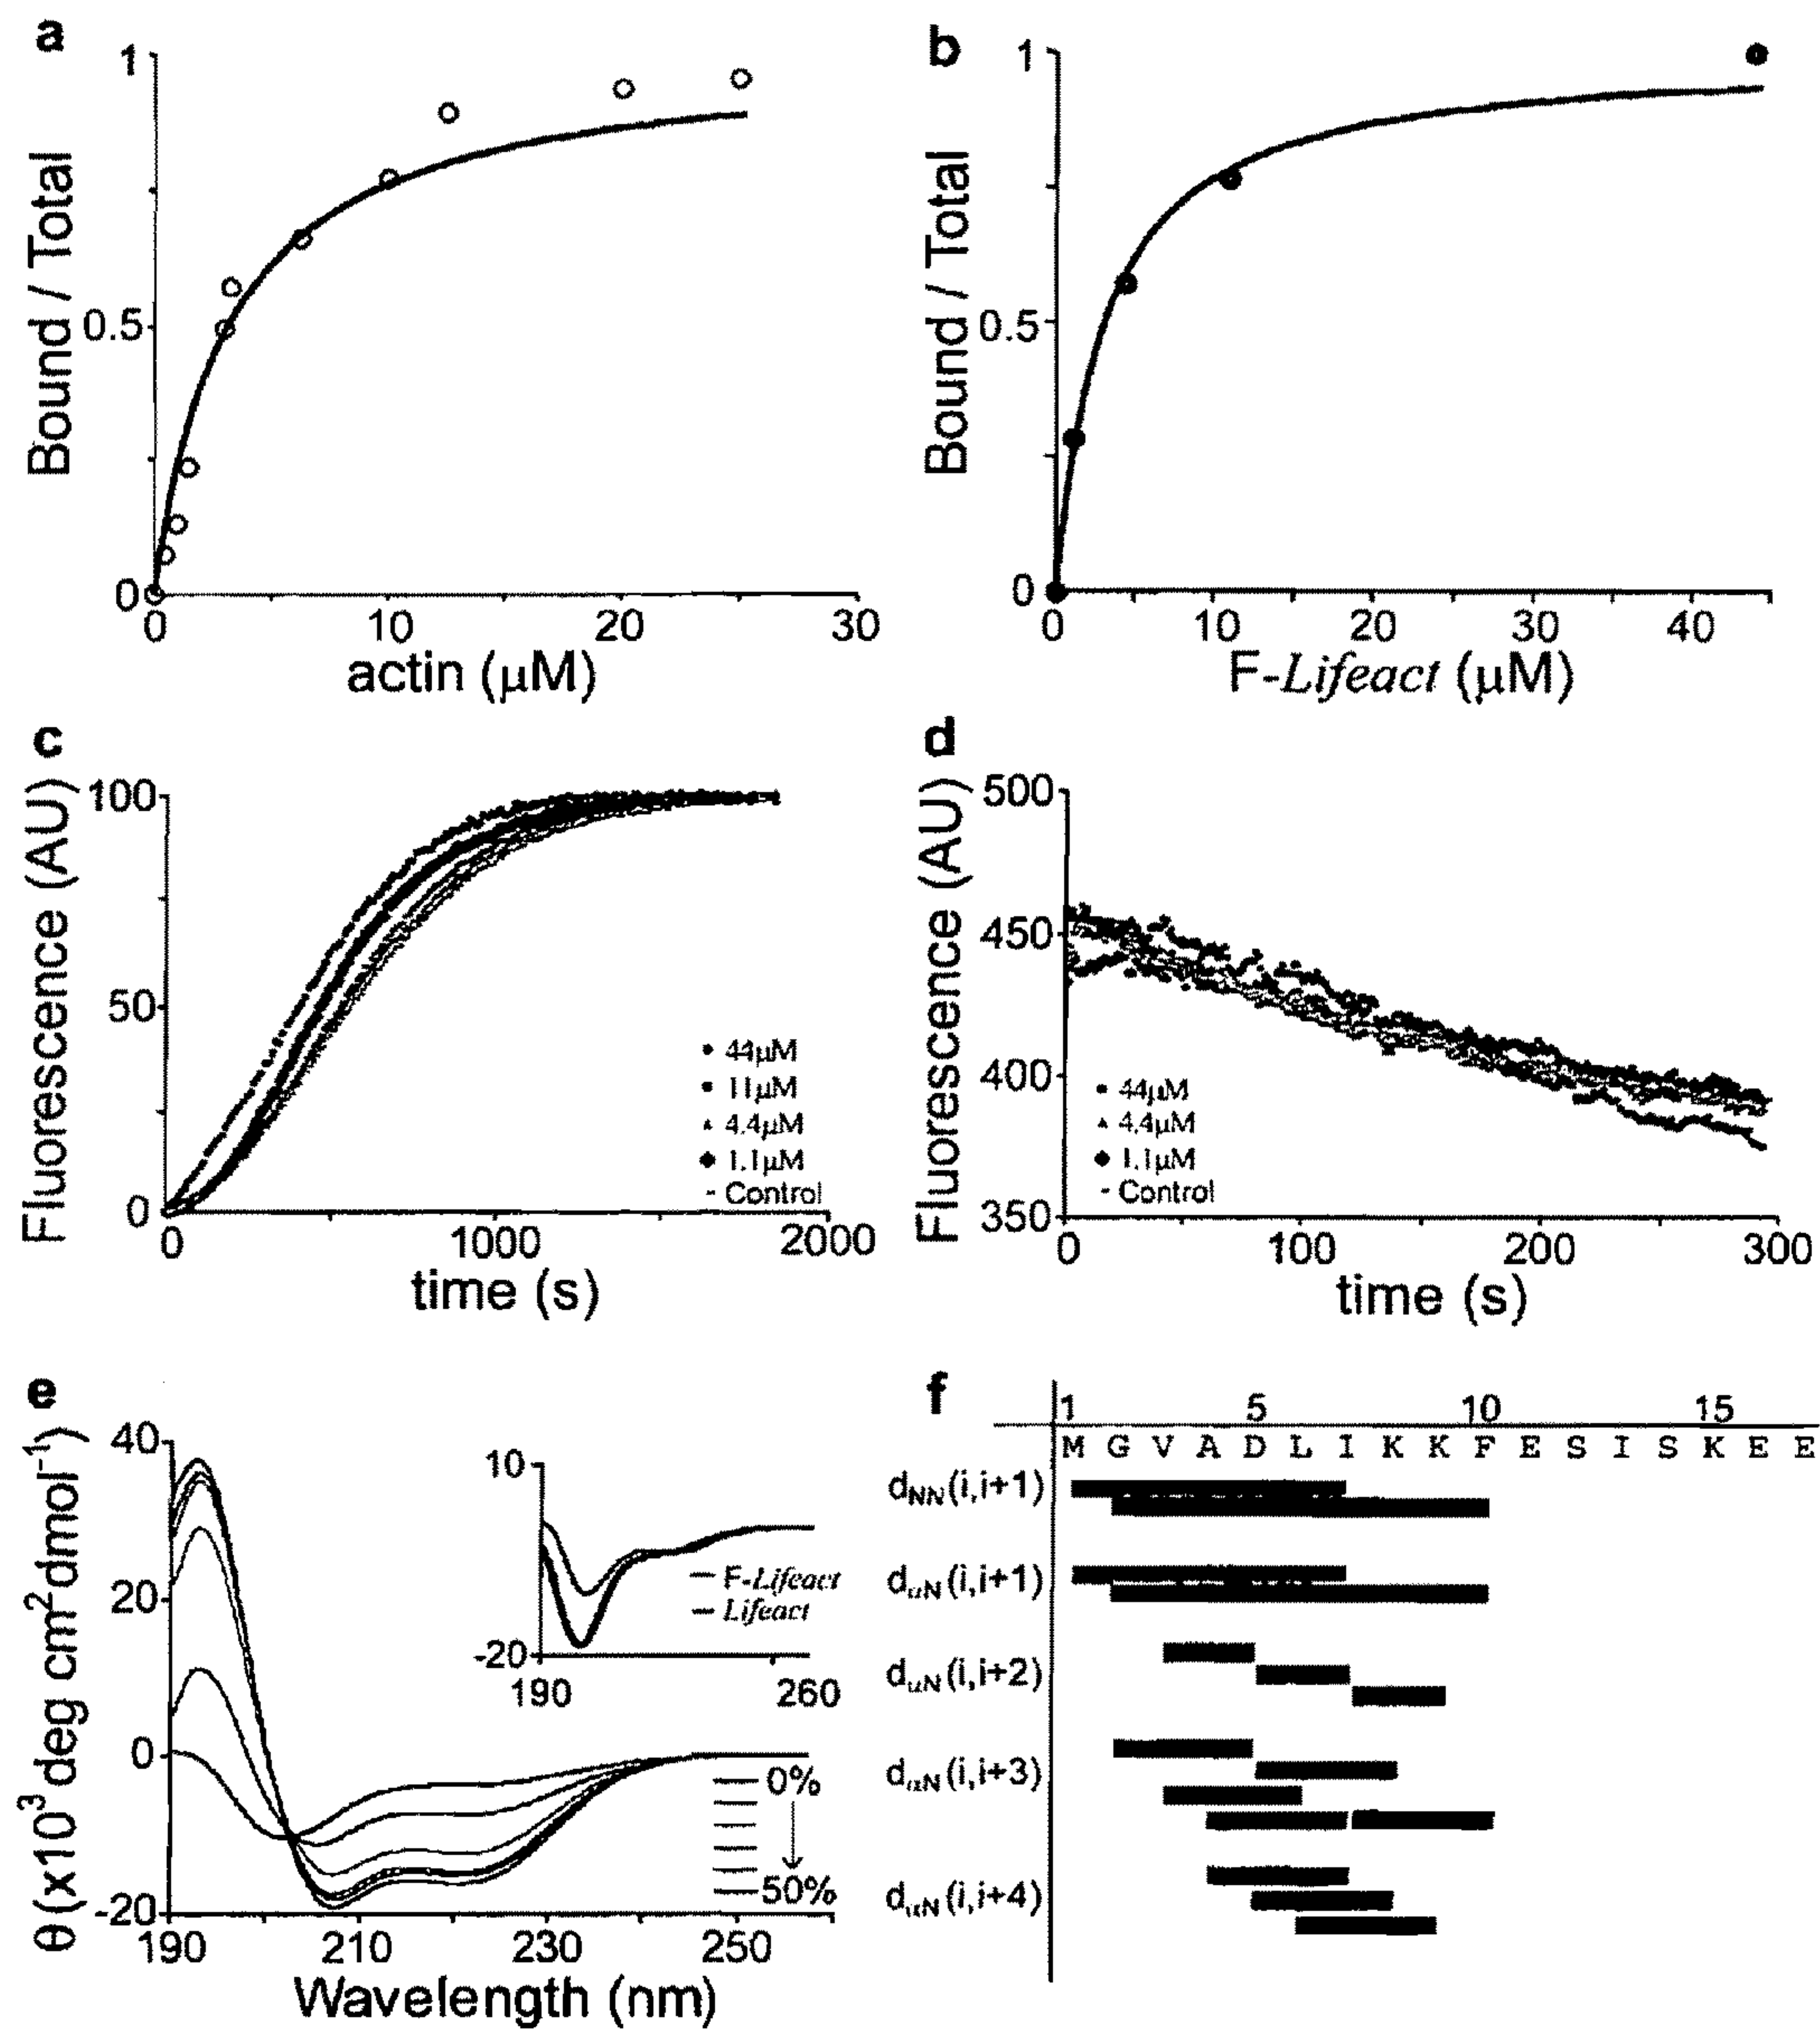 a
1
0.5
0
Bound / Total
0
10
20
30
actin (μM)
b
1
0.5
0
Bound / Total
0
10
20
30
40
F-Lifeact (μM)
c
100
50
0
Fluorescence (AU)
44μM
11μM
4.4μM
1.1μM
Control
0
1000
2000
time (s)
d
500
450
400
350
Fluorescence (AU)
44μM
4.4μM
1.1μM
Control
0
100
200
300
time (s)
e
40
20
0
-20
θ (x10³ deg cm² dmol⁻¹)
10
-20
190
260
F-Lifeact
Lifeact
0%
50%
190
210
230
250
Wavelength (nm)
f
1 5 10 15
M G V A D L I K K F E S I S K E E
dNN(i,i+1)
dαN(i,i+1)
dαN(i,i+2)
dαN(i,i+3)
dαN(i,i+4)